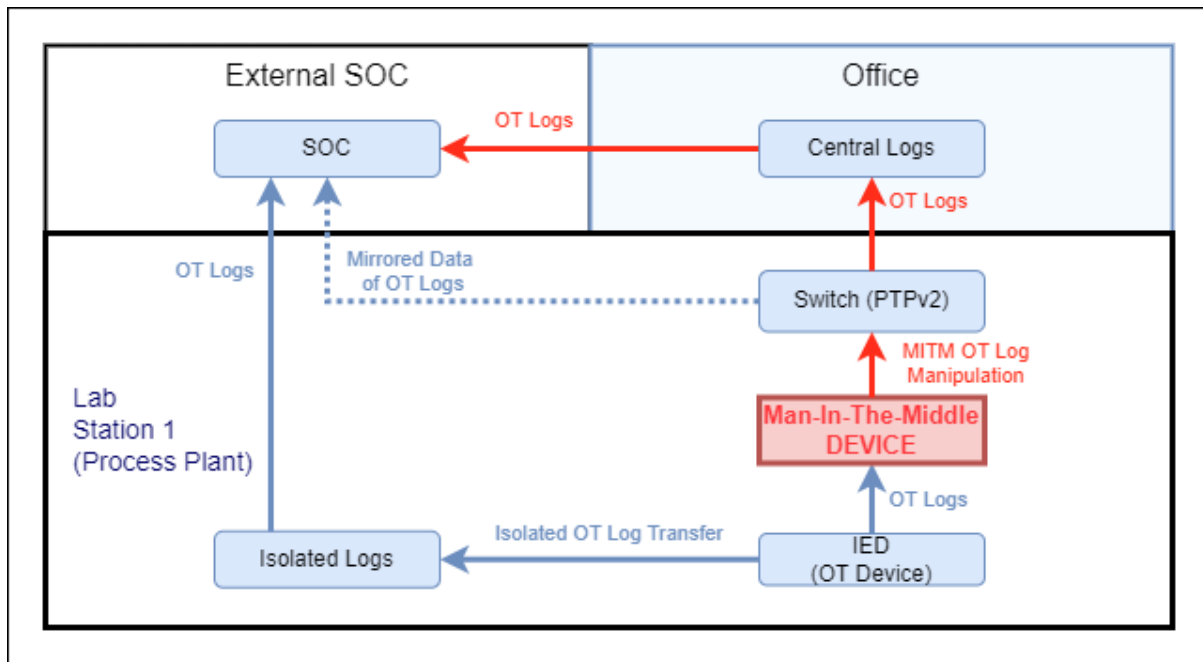 External SOC
Office
OT Logs
SOC
Central Logs
OT Logs
OT Logs
Mirrored Data
of OT Logs
Switch (PTPv2)
MITM OT Log
Manipulation
Lab
Station 1
(Process Plant)
Man-In-The-Middle
DEVICE
OT Logs
Isolated OT Log Transfer
Isolated Logs
IED
(OT Device)